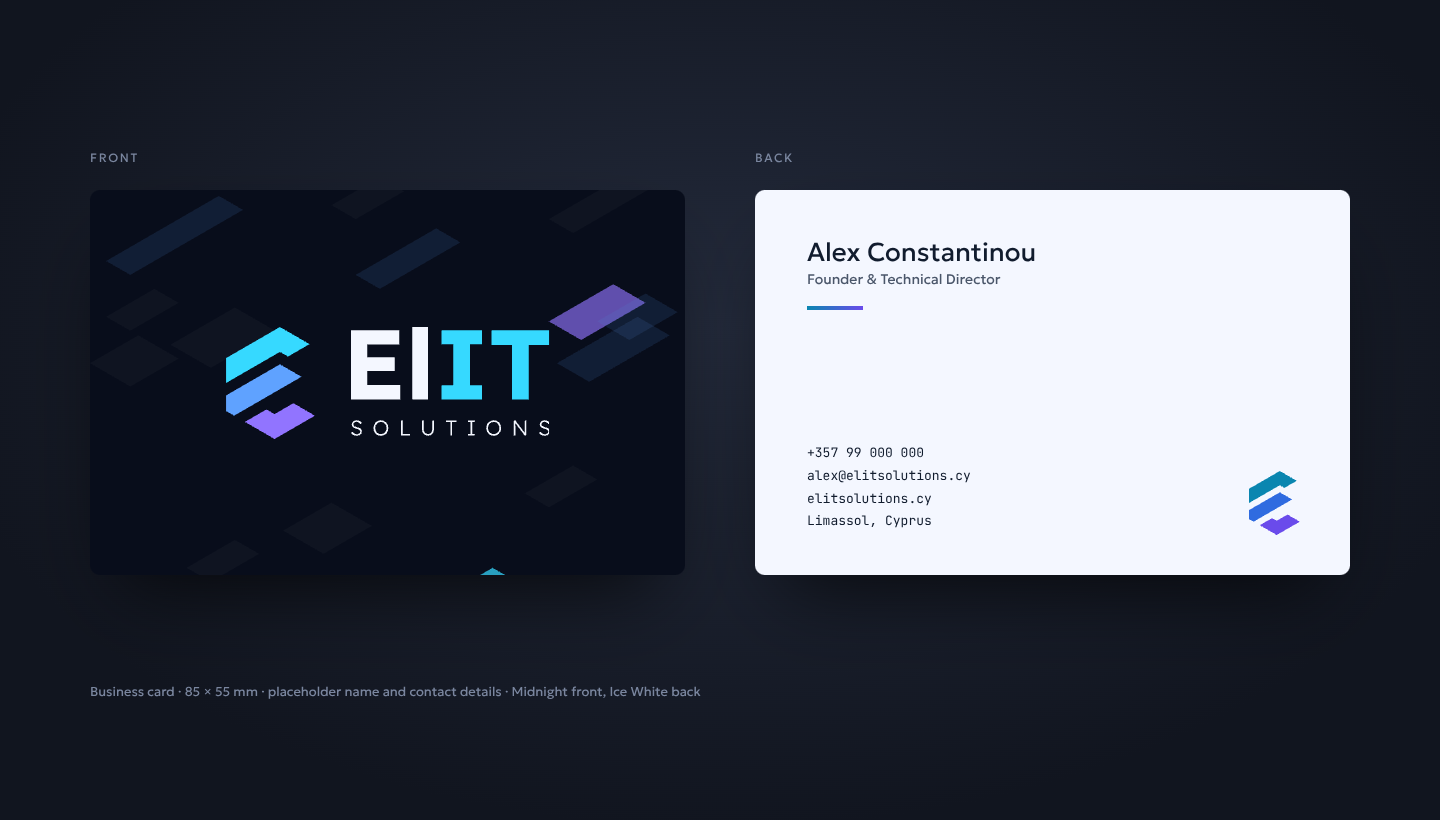 FRONT
BACK
ElIT
SOLUTIONS
Alex Constantinou
Founder & Technical Director
+357 99 000 000
alex@elitsolutions.cy
elitsolutions.cy
Limassol, Cyprus
Business card · 85 × 55 mm · placeholder name and contact details · Midnight front, Ice White back